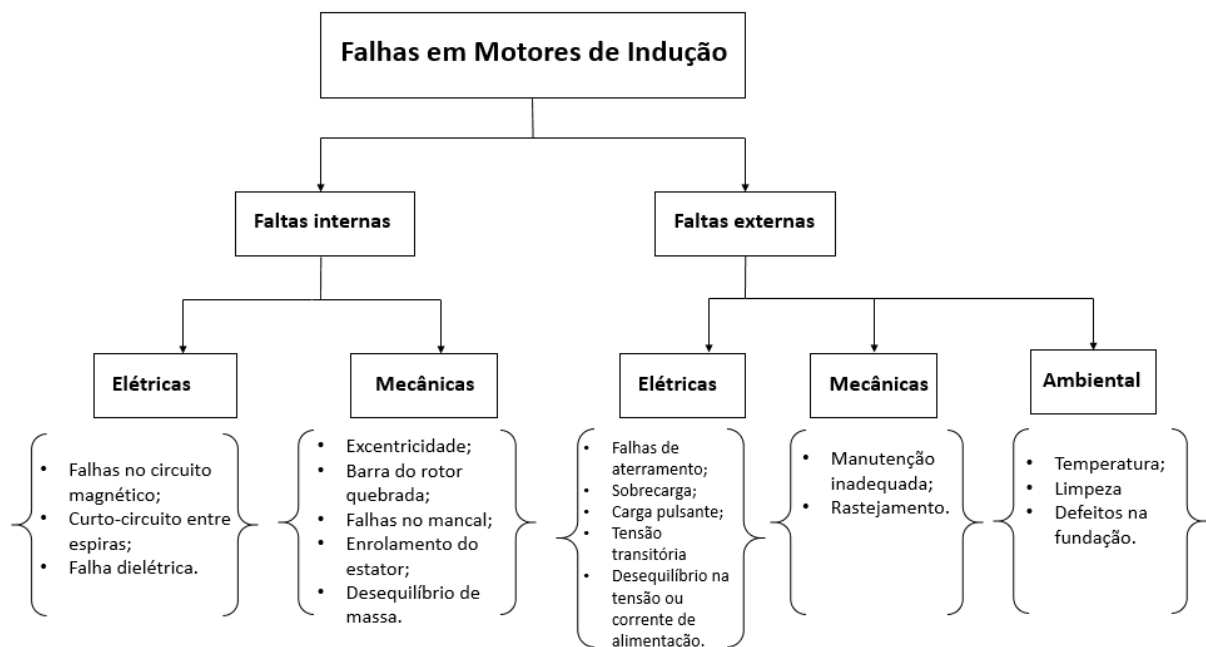 Falhas em Motores de Indução
Faltas internas
Faltas externas
Elétricas
Mecânicas
Elétricas
Mecânicas
Ambiental
• Falhas no circuito
magnético;
• Curto-circuito entre
espiras;
• Falha dielétrica.
• Excentricidade;
• Barra do rotor
quebrada;
• Falhas no mancal;
• Enrolamento do
estator;
• Desequilíbrio de
massa.
• Falhas de
aterramento;
• Sobrecarga;
• Carga pulsante;
• Tensão
transitória
• Desequilíbrio na
tensão ou
corrente de
alimentação.
• Manutenção
inadequada;
• Rastejamento.
• Temperatura;
• Limpeza
• Defeitos na
fundação.